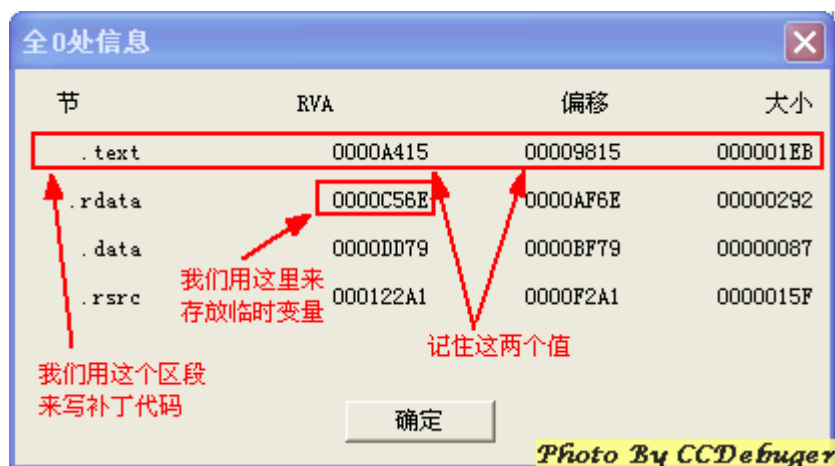 全0处信息
节 RVA 偏移 大小
.text 0000A415 00009815 000001EB
.rdata 0000C56E 0000AF6E 00000292
.data 0000DD79 0000BF79 00000087
.rsrc 000122A1 0000F2A1 0000015F
我们用这里来
存放临时变量
记住这两个值
我们用这个区段
来写补丁代码
确定
Photo By CCDebuger